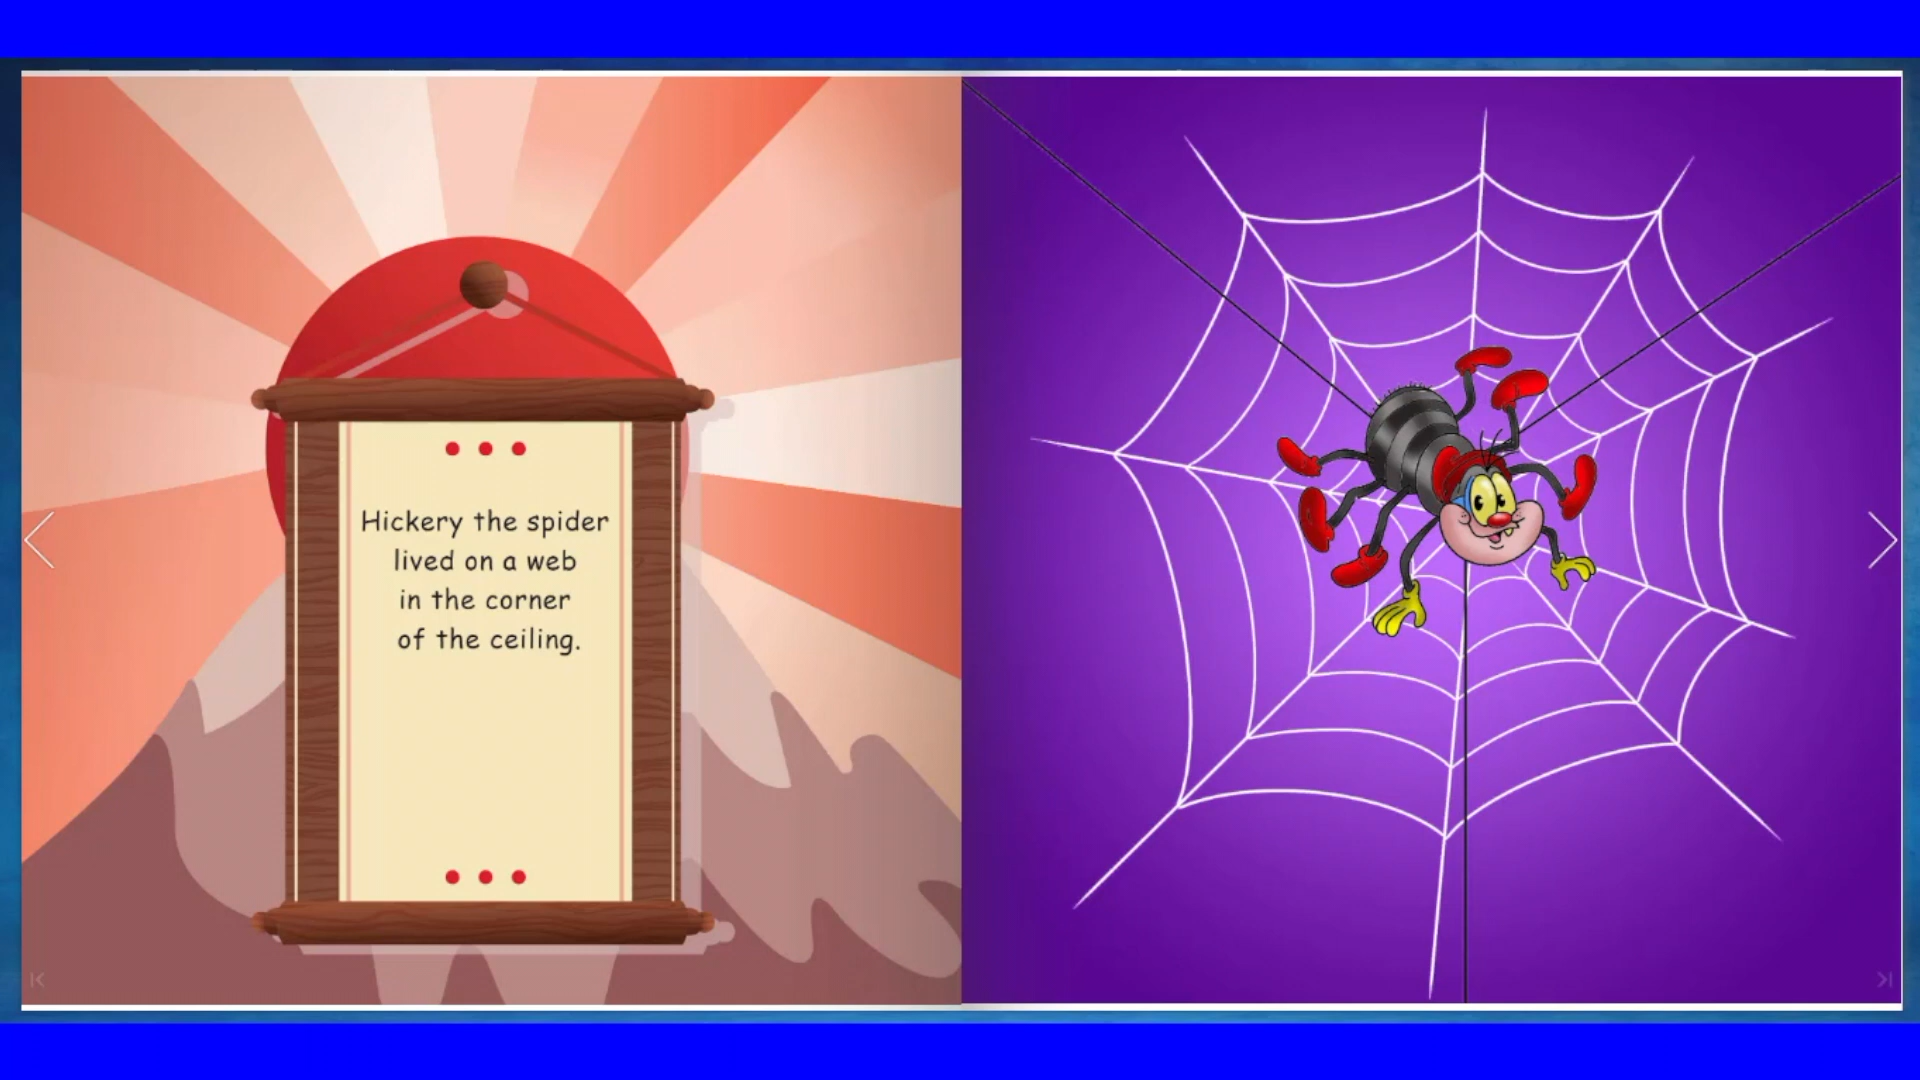 Hickery the spider
lived on a web
in the corner
of the ceiling.